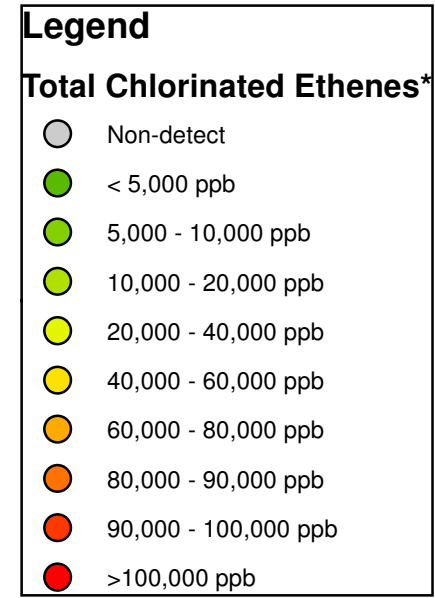 Legend
Total Chlorinated Ethenes*
Non-detect
< 5,000 ppb
5,000 - 10,000 ppb
10,000 - 20,000 ppb
20,000 - 40,000 ppb
40,000 - 60,000 ppb
60,000 - 80,000 ppb
80,000 - 90,000 ppb
90,000 - 100,000 ppb
>100,000 ppb